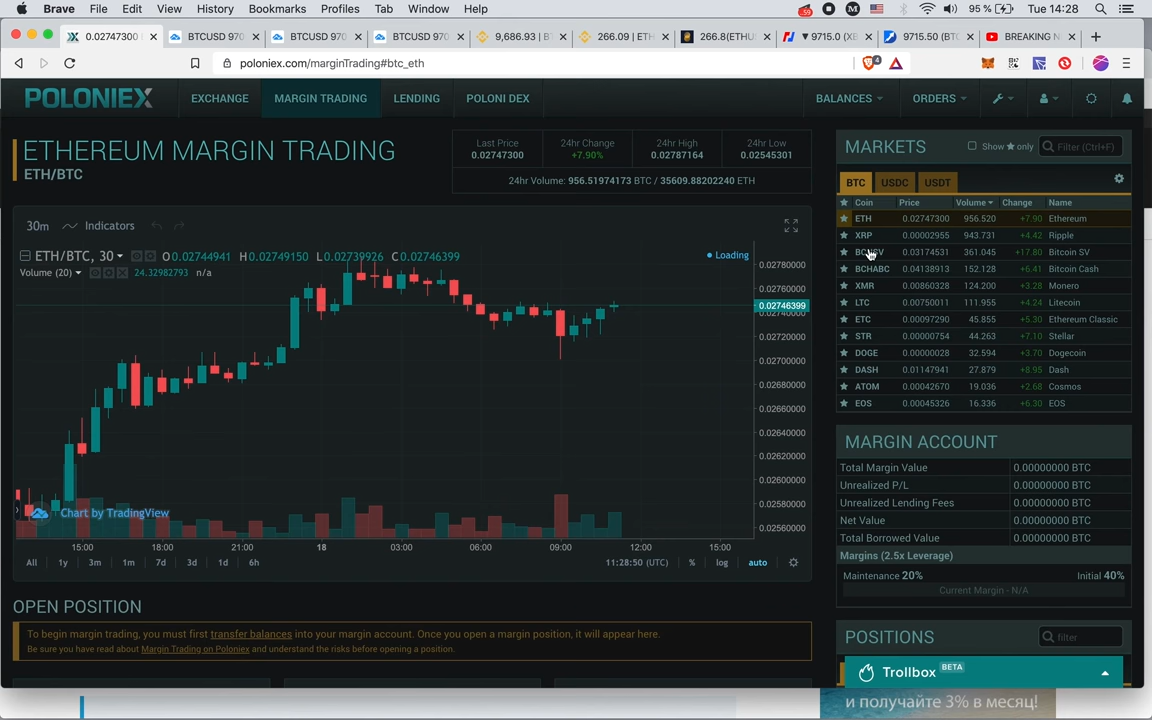 Brave File Edit View History Bookmarks Profiles Tab Window Help 59 95 % Tue 14:28
0.02747300 BTCUSD 970 BTCUSD 970 BTCUSD 970 9,686.93 | B 266.09 | ETH 266.8(ETHU ▼ 9715.0 (XB 9715.50 (BT BREAKING N
poloniex.com/marginTrading#btc_eth 4
POLONIEX EXCHANGE MARGIN TRADING LENDING POLONI DEX BALANCES ORDERS
ETHEREUM MARGIN TRADING
ETH/BTC
Last Price 24hr Change 24hr High 24hr Low
0.02747300 +7.90% 0.02787164 0.02545301
24hr Volume: 956.51974173 BTC / 35609.88202240 ETH
30m Indicators
ETH/BTC, 30 O0.02744941 H0.02749150 L0.02739926 C0.02746399 Loading
Volume (20) 24.32982793 n/a
0.02780000
0.02760000
0.02746399
0.02740000
0.02720000
0.02700000
0.02680000
0.02660000
0.02640000
0.02620000
0.02600000
0.02580000
0.02560000
Chart by TradingView
15:00 18:00 21:00 18 03:00 06:00 09:00 12:00 15:00
All 1y 3m 1m 7d 3d 1d 6h 11:28:50 (UTC) % log auto
OPEN POSITION
To begin margin trading, you must first transfer balances into your margin account. Once you open a margin position, it will appear here.
Be sure you have read about Margin Trading on Poloniex and understand the risks before opening a position.
MARKETS Show ★ only Filter (Ctrl+F)
BTC USDC USDT
Coin Price Volume Change Name
ETH 0.02747300 956.520 +7.90 Ethereum
XRP 0.00002955 943.731 +4.42 Ripple
BCHSV 0.03174531 361.045 +17.80 Bitcoin SV
BCHABC 0.04138913 152.128 +6.41 Bitcoin Cash
XMR 0.00860328 124.200 +3.28 Monero
LTC 0.00750011 111.955 +4.24 Litecoin
ETC 0.00097290 45.855 +5.30 Ethereum Classic
STR 0.00000754 44.263 +7.10 Stellar
DOGE 0.00000028 32.594 +3.70 Dogecoin
DASH 0.01147941 27.879 +8.95 Dash
ATOM 0.00042670 19.036 +2.68 Cosmos
EOS 0.00045326 16.336 +6.30 EOS
MARGIN ACCOUNT
Total Margin Value 0.00000000 BTC
Unrealized P/L 0.00000000 BTC
Unrealized Lending Fees 0.00000000 BTC
Net Value 0.00000000 BTC
Total Borrowed Value 0.00000000 BTC
Margins (2.5x Leverage)
Maintenance 20% Initial 40%
Current Margin - N/A
POSITIONS filter
Trollbox BETA
и получайте 3% в месяц!